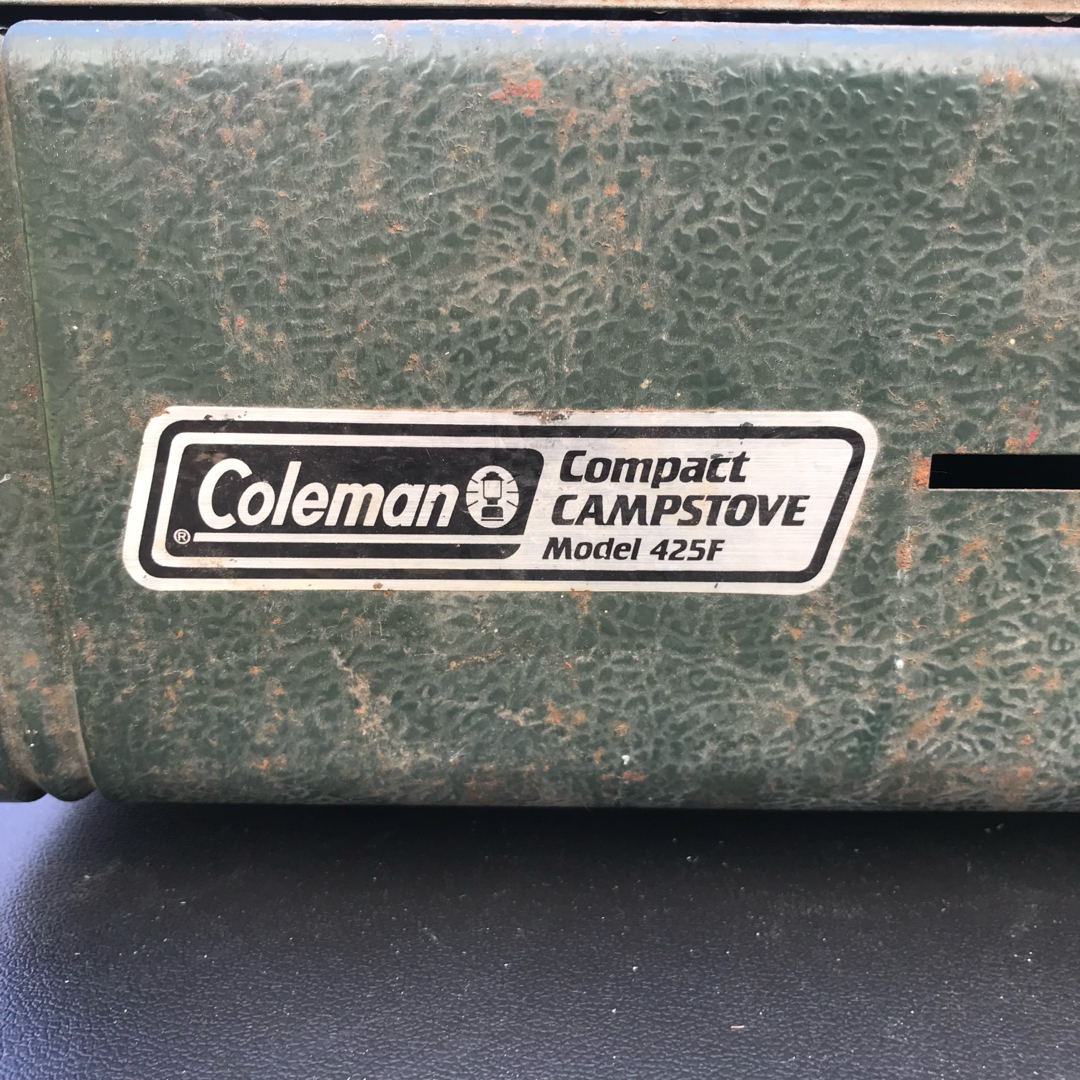 Coleman
®
Compact
CAMPSTOVE
Model 425F